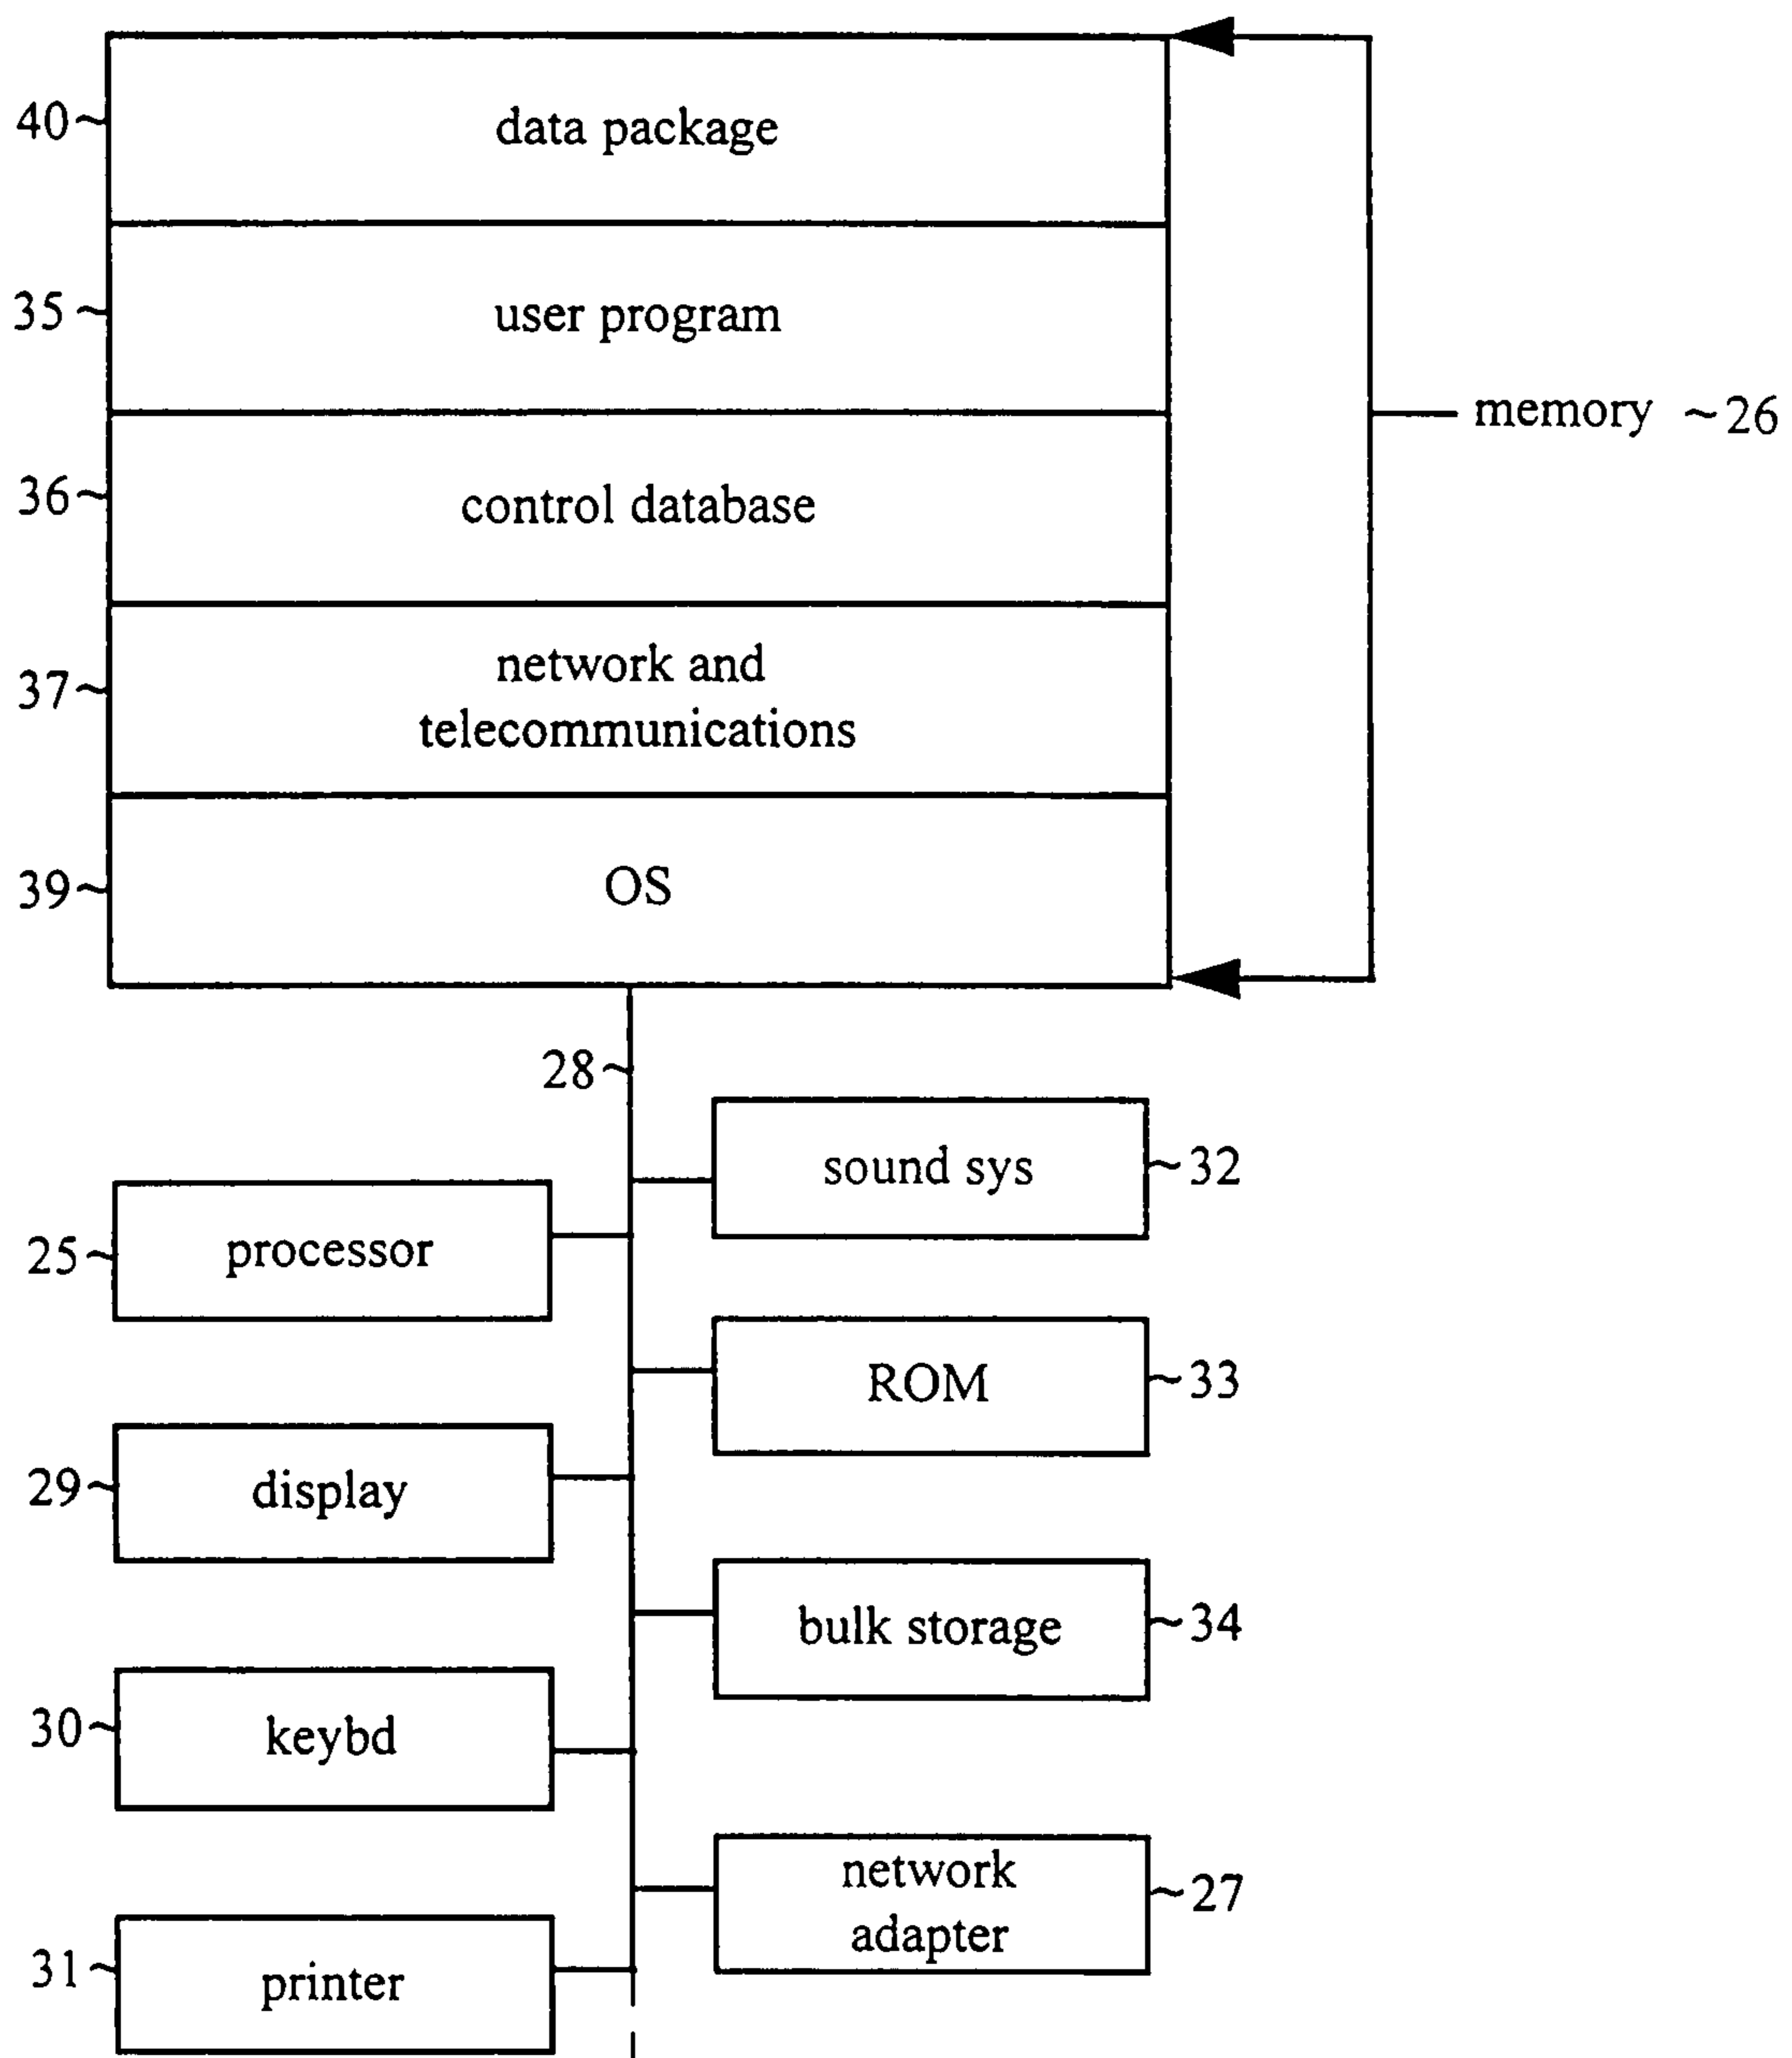 40~ data package
35~ user program
memory ~26
36~ control database
37~ network and
telecommunications
39~ OS
28~
sound sys ~32
25~ processor
ROM ~33
29~ display
bulk storage ~34
30~ keybd
network
adapter ~27
31~ printer